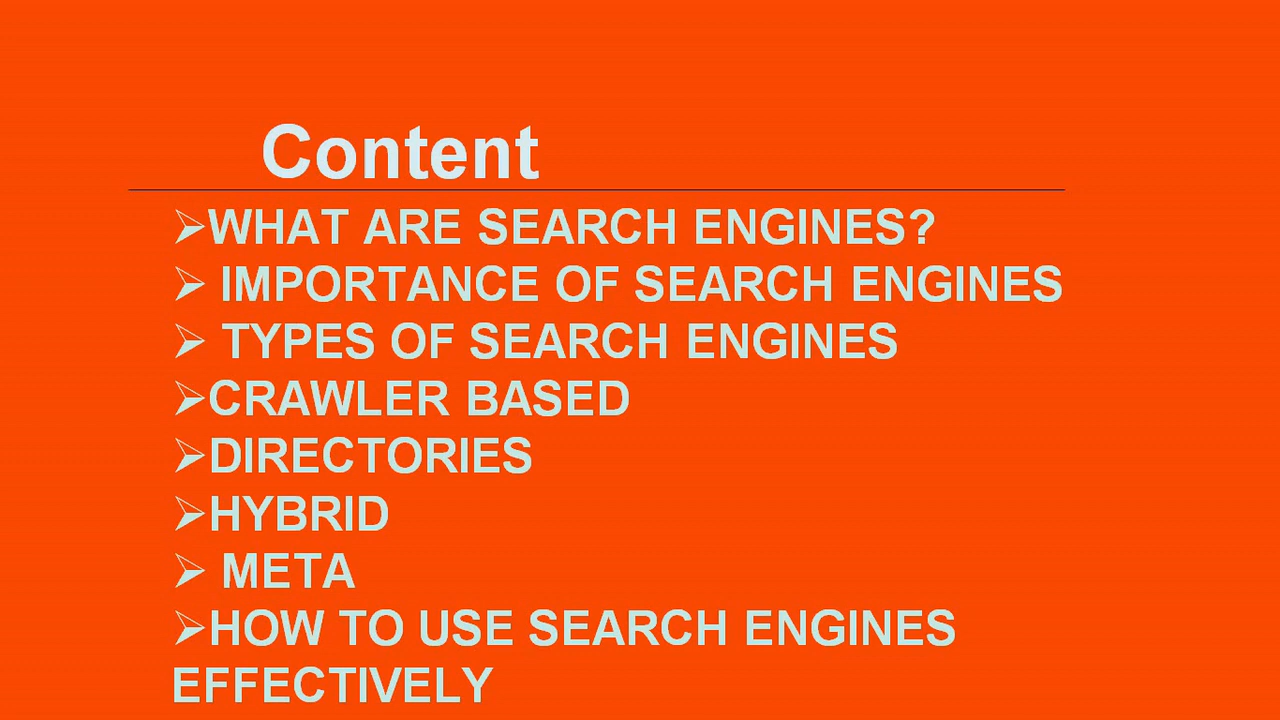 Content
➢WHAT ARE SEARCH ENGINES?
➢ IMPORTANCE OF SEARCH ENGINES
➢ TYPES OF SEARCH ENGINES
➢CRAWLER BASED
➢DIRECTORIES
➢HYBRID
➢ META
➢HOW TO USE SEARCH ENGINES
EFFECTIVELY